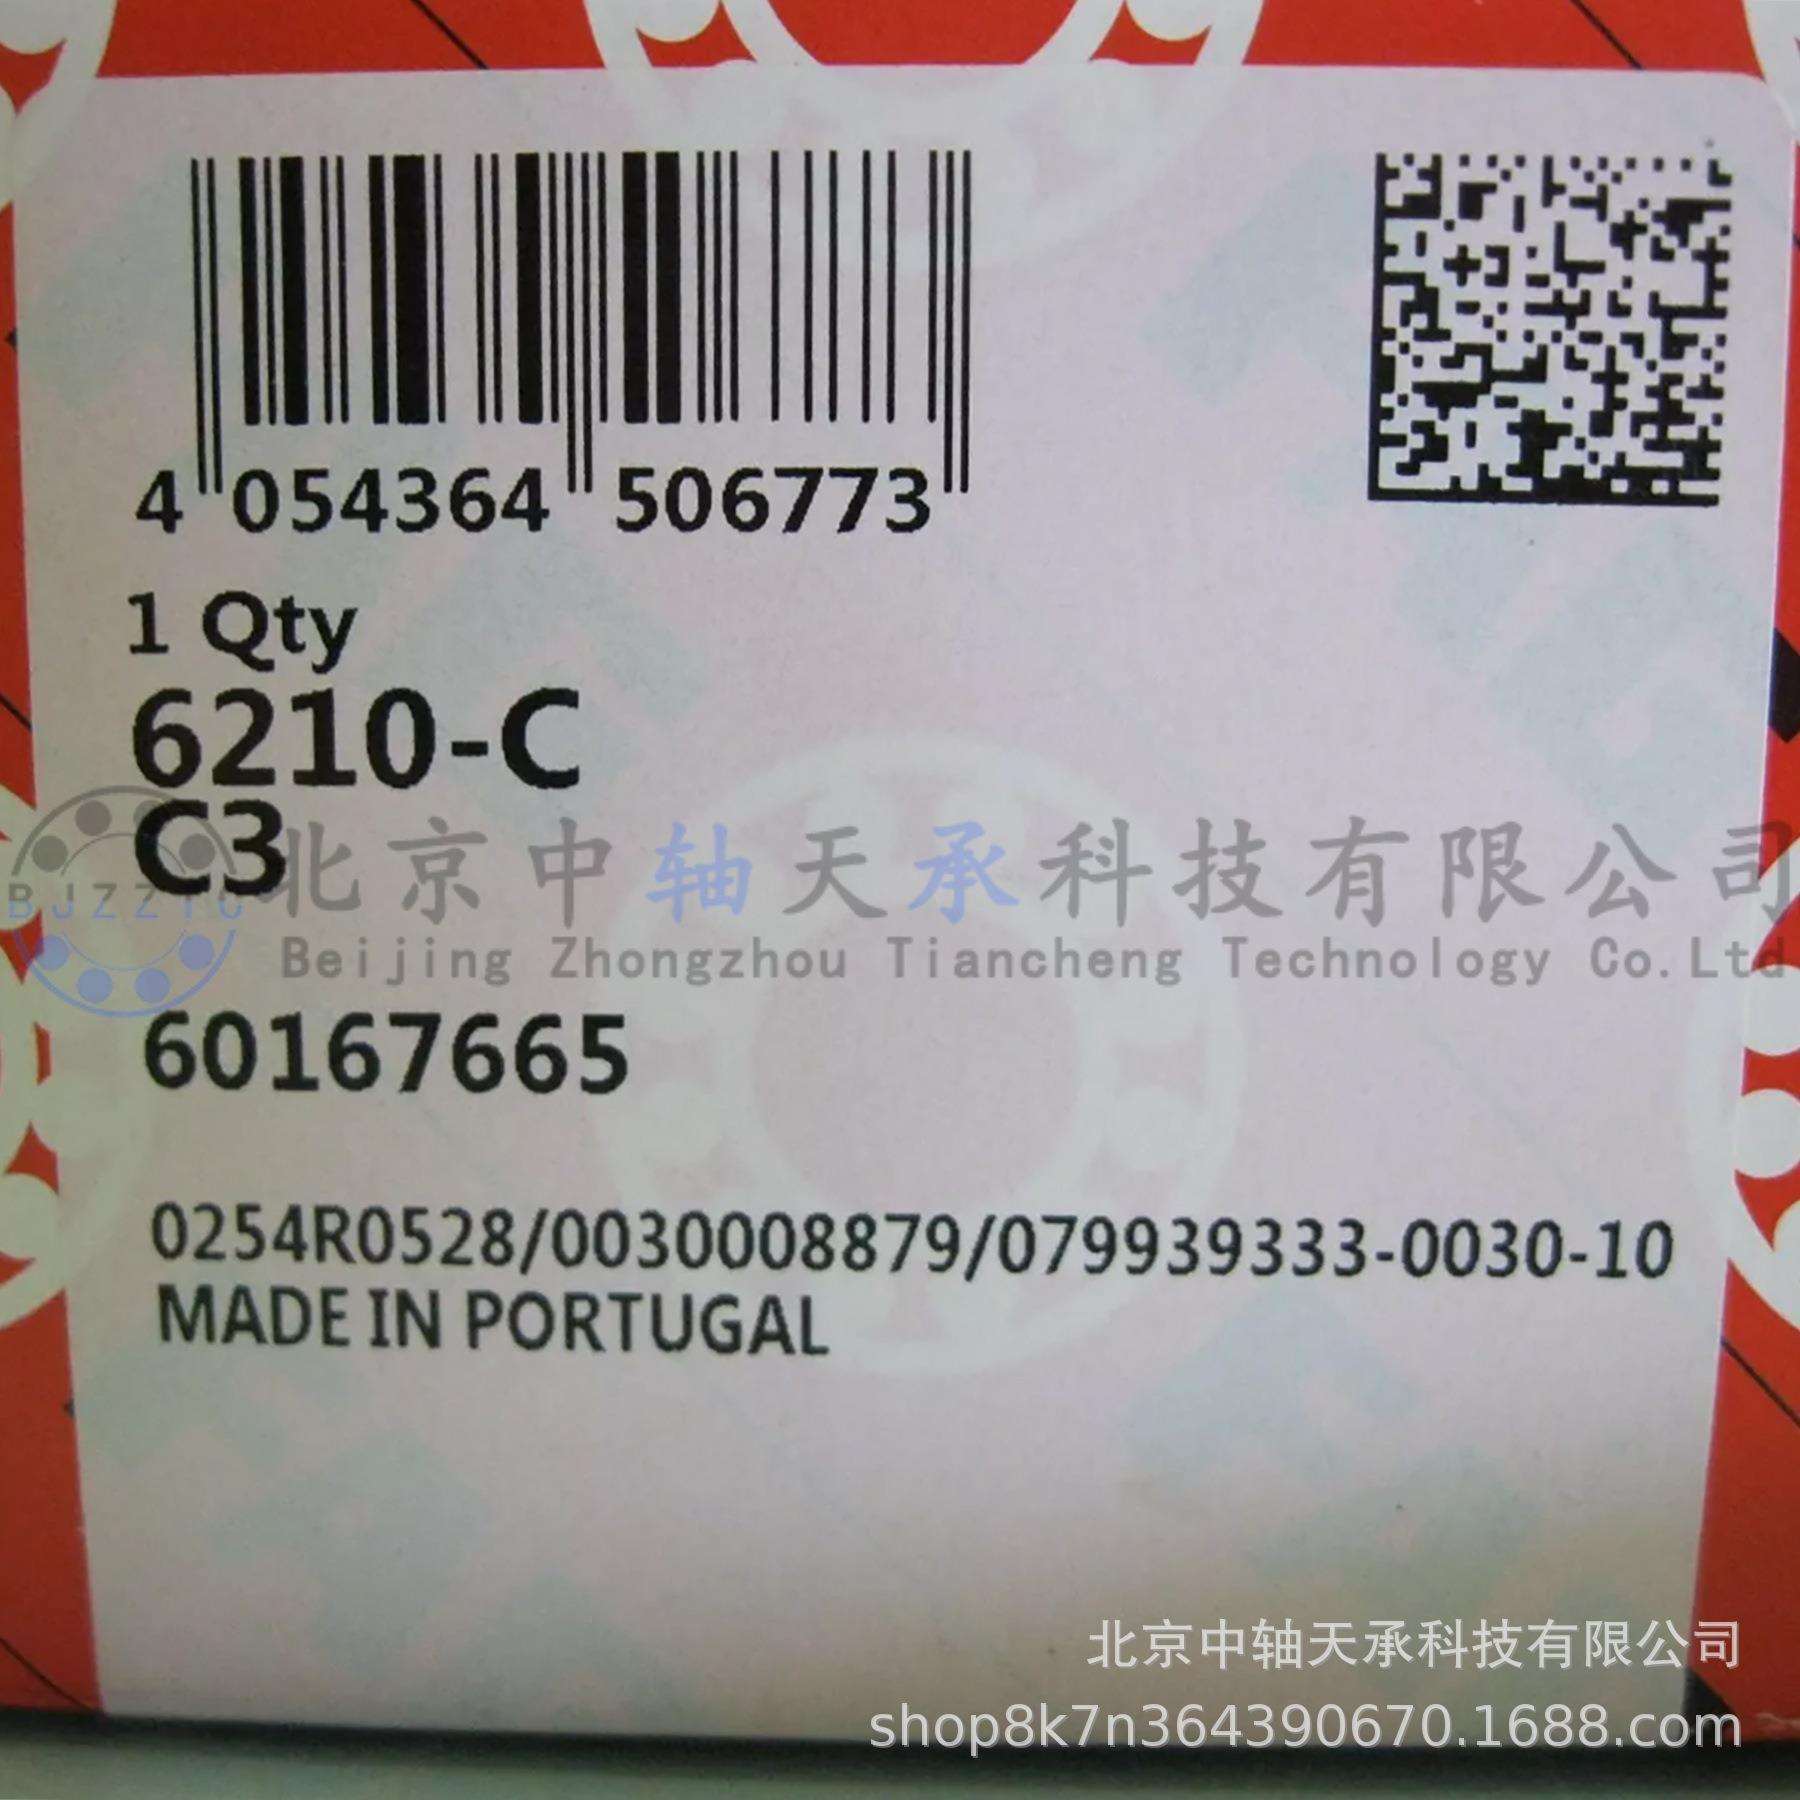 4 054364 506773
1 Qty
6210-C
C3
BJZZTC
北京中轴天承科技有限公司
Beijing Zhongzhou Tiancheng Technology Co.Ltd
60167665
0254R0528/0030008879/079939333-0030-10
MADE IN PORTUGAL
北京中轴天承科技有限公司
shop8k7n364390670.1688.com